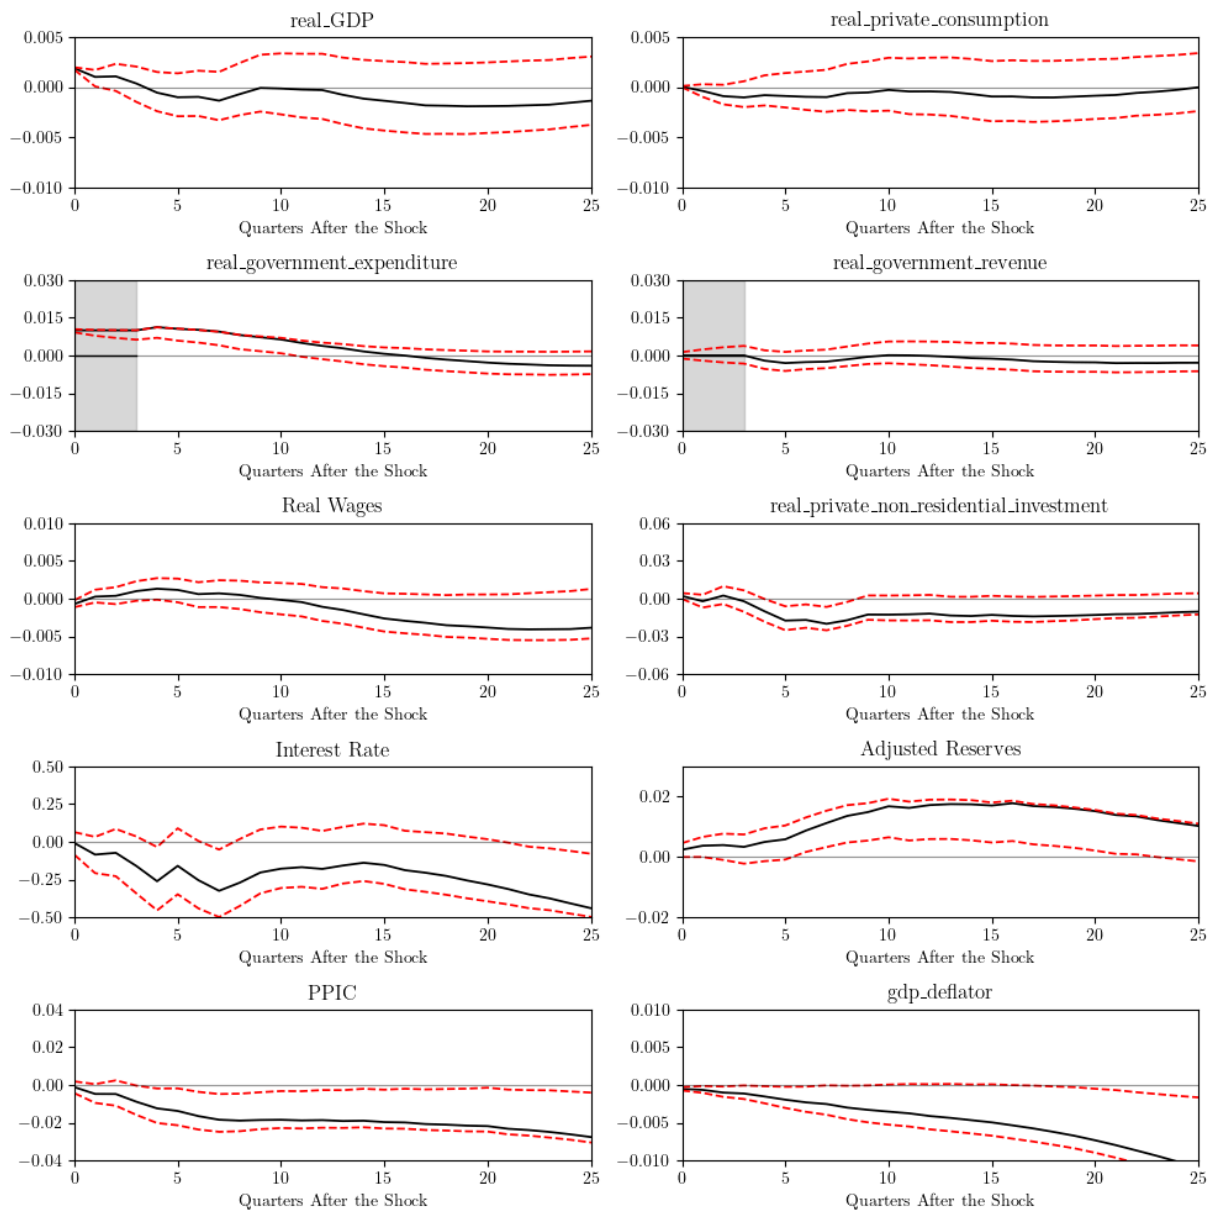 real_GDP
0.005
0.000
−0.005
−0.010
0 5 10 15 20 25
Quarters After the Shock
real_private_consumption
0.005
0.000
−0.005
−0.010
0 5 10 15 20 25
Quarters After the Shock
real_government_expenditure
0.030
0.015
0.000
−0.015
−0.030
0 5 10 15 20 25
Quarters After the Shock
real_government_revenue
0.030
0.015
0.000
−0.015
−0.030
0 5 10 15 20 25
Quarters After the Shock
Real Wages
0.010
0.005
0.000
−0.005
−0.010
0 5 10 15 20 25
Quarters After the Shock
real_private_non_residential_investment
0.06
0.03
0.00
−0.03
−0.06
0 5 10 15 20 25
Quarters After the Shock
Interest Rate
0.50
0.25
0.00
−0.25
−0.50
0 5 10 15 20 25
Quarters After the Shock
Adjusted Reserves
0.02
0.00
−0.02
0 5 10 15 20 25
Quarters After the Shock
PPIC
0.04
0.02
0.00
−0.02
−0.04
0 5 10 15 20 25
Quarters After the Shock
gdp_deflator
0.010
0.005
0.000
−0.005
−0.010
0 5 10 15 20 25
Quarters After the Shock